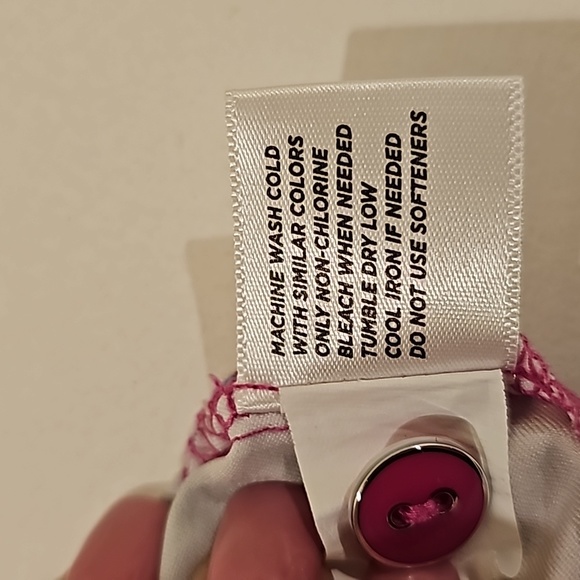 MACHINE WASH COLD
WITH SIMILAR COLORS
ONLY NON-CHLORINE
BLEACH WHEN NEEDED
TUMBLE DRY LOW
COOL IRON IF NEEDED
DO NOT USE SOFTENERS